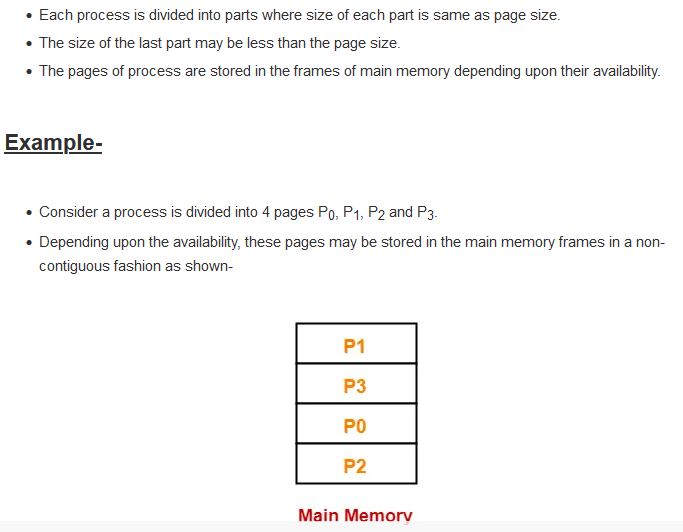 • Each process is divided into parts where size of each part is same as page size.
• The size of the last part may be less than the page size.
• The pages of process are stored in the frames of main memory depending upon their availability.
Example-
• Consider a process is divided into 4 pages P0, P1, P2 and P3.
• Depending upon the availability, these pages may be stored in the main memory frames in a non-
contiguous fashion as shown-
P1
P3
P0
P2
Main Memory